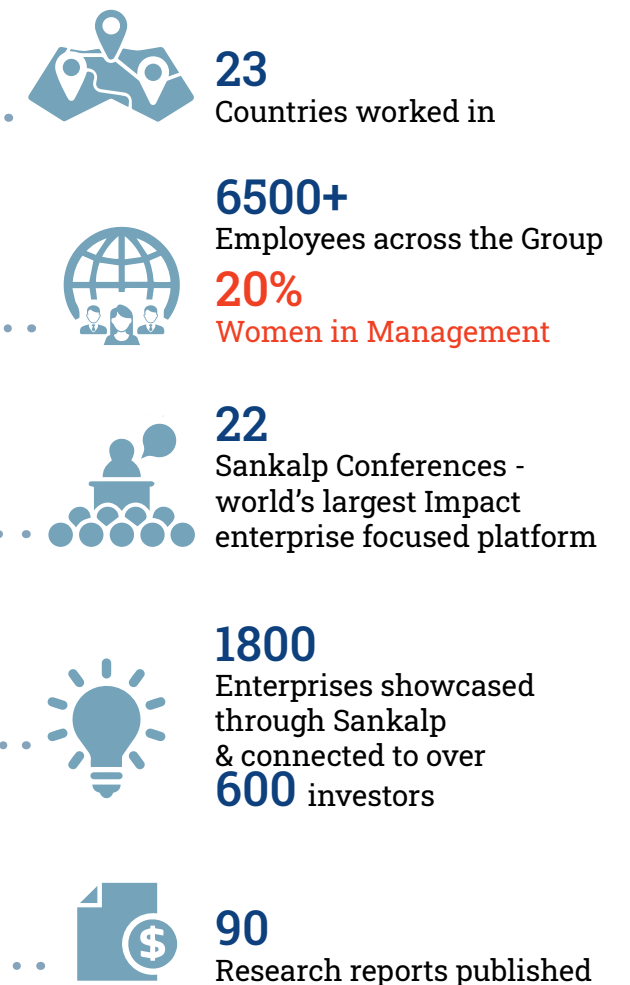 23
Countries worked in
6500+
Employees across the Group
20%
Women in Management
22
Sankalp Conferences -
world’s largest Impact
enterprise focused platform
1800
Enterprises showcased
through Sankalp
& connected to over
600 investors
$
90
Research reports published